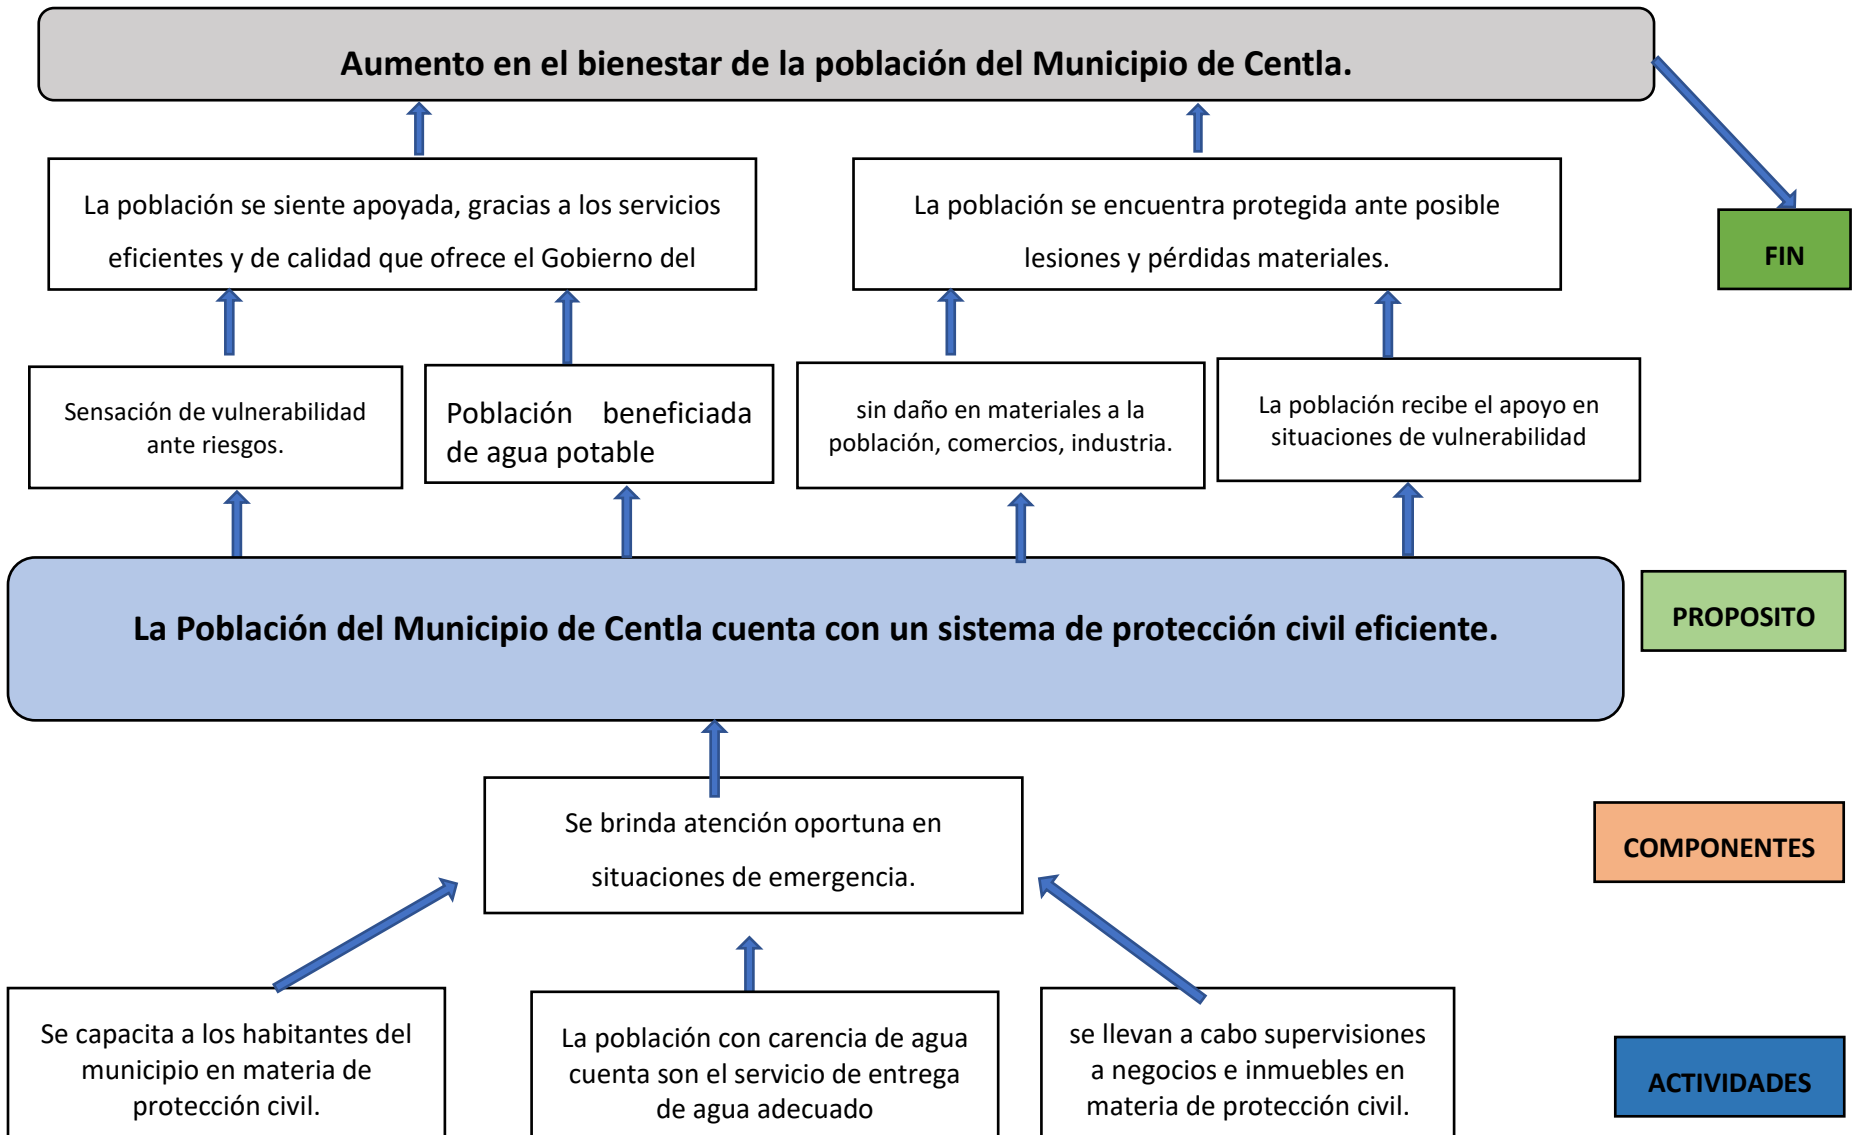 Aumento en el bienestar de la población del Municipio de Centla.
La población se siente apoyada, gracias a los servicios
eficientes y de calidad que ofrece el Gobierno del
La población se encuentra protegida ante posible
lesiones y pérdidas materiales.
FIN
Sensación de vulnerabilidad
ante riesgos.
Población beneficiada
de agua potable
sin daño en materiales a la
población, comercios, industria.
La población recibe el apoyo en
situaciones de vulnerabilidad
La Población del Municipio de Centla cuenta con un sistema de protección civil eficiente.
PROPOSITO
Se brinda atención oportuna en
situaciones de emergencia.
COMPONENTES
Se capacita a los habitantes del
municipio en materia de
protección civil.
La población con carencia de agua
cuenta son el servicio de entrega
de agua adecuado
se llevan a cabo supervisiones
a negocios e inmuebles en
materia de protección civil.
ACTIVIDADES